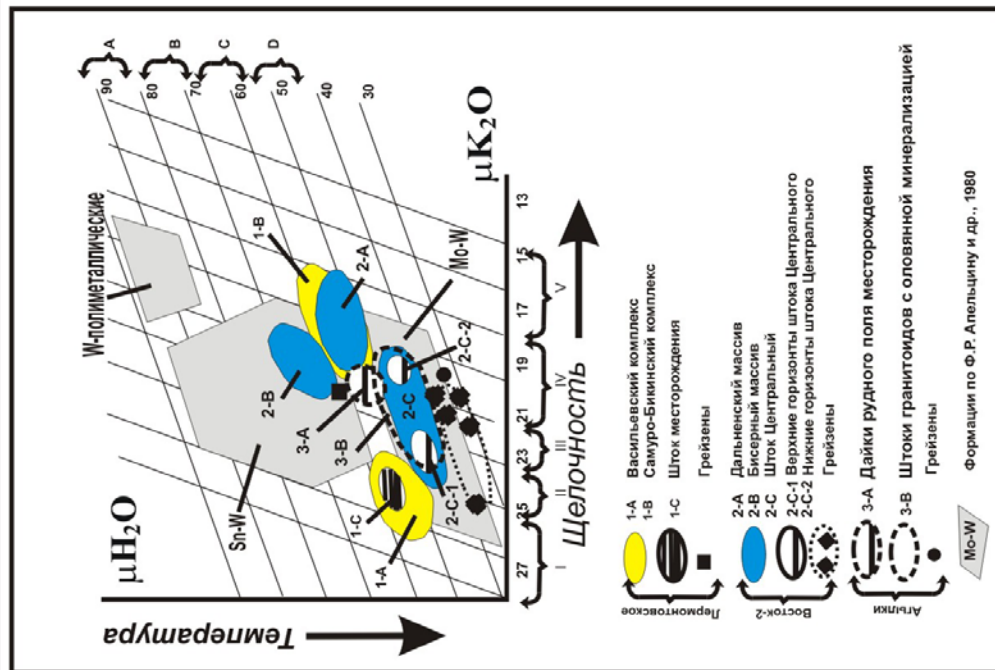 W-полиметаллические
A
B
C
D
90
80
70
60
50
40
30
μH₂O
Sn-W
2-B
1-B
2-A
Mo-W
3-A
3-B
2-C
2-C-2
1-C
1-A
2-C-1
μK₂O
Температура
27
25
23
21
19
17
15
13
I
II
III
IV
V
Щелочность
Лермонтовское
1-A Васильевский комплекс
1-B Самуро-Бикинский комплекс
1-C Шток месторождения
Грейзены
Восток-2
2-A Дальненский массив
2-B Бисерный массив
2-C Шток Центральный
2-C-1 Верхние горизонты штока Центрального
2-C-2 Нижние горизонты штока Центрального
Грейзены
Агылки
3-A Дайки рудного поля месторождения
3-B Штоки гранитоидов с оловянной минерализацией
Грейзены
Mo-W Формации по Ф.Р. Апельцину и др., 1980